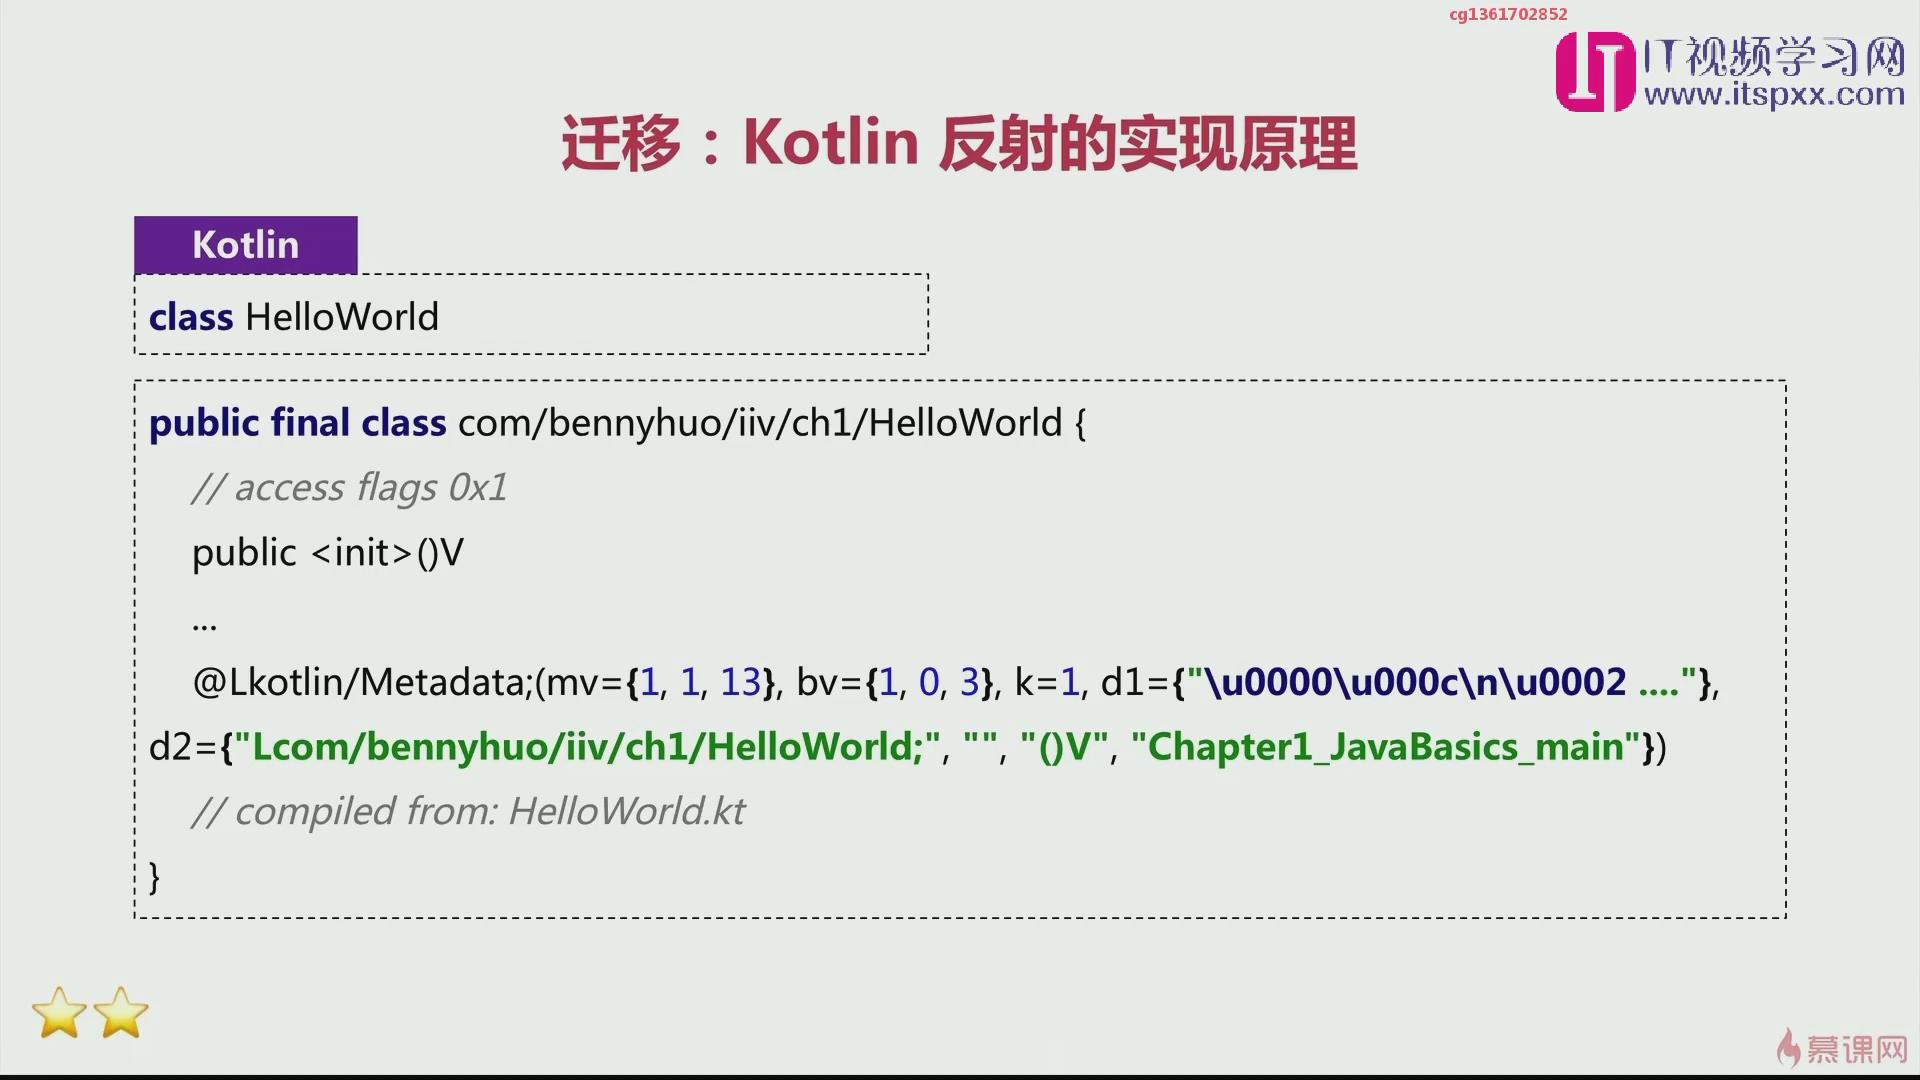 cg1361702852
IT视频学习网
www.itspxx.com
迁移：Kotlin 反射的实现原理
Kotlin
class HelloWorld
public final class com/bennyhuo/iiv/ch1/HelloWorld {
// access flags 0x1
public <init>()V
...
@Lkotlin/Metadata;(mv={1, 1, 13}, bv={1, 0, 3}, k=1, d1={"\u0000\u000c\n\u0002 ...."},
d2={"Lcom/bennyhuo/iiv/ch1/HelloWorld;", "", "()V", "Chapter1_JavaBasics_main"})
// compiled from: HelloWorld.kt
}
慕课网